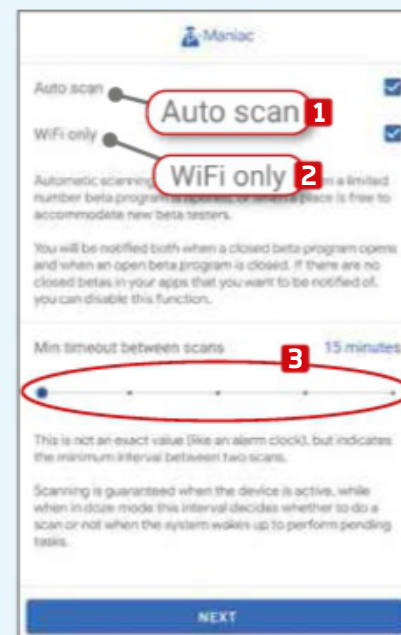 Maniac
Auto scan
Auto scan 1
WiFi only
WiFi only 2
Automatic scanning a limited
number beta program is place is free to
accommodate new beta testers.
You will be notified both when a closed beta program opens
and when an open beta program is closed. If there are no
closed betas in your apps that you want to be notified of,
you can disable this function.
Min timeout between scans 15 minutes
3
This is not an exact value (like an alarm clock), but indicates
the minimum interval between two scans.
Scanning is guaranteed when the device is active, while
when in doze mode this interval decides whether to do a
scan or not when the system wakes up to perform pending
tasks.
NEXT